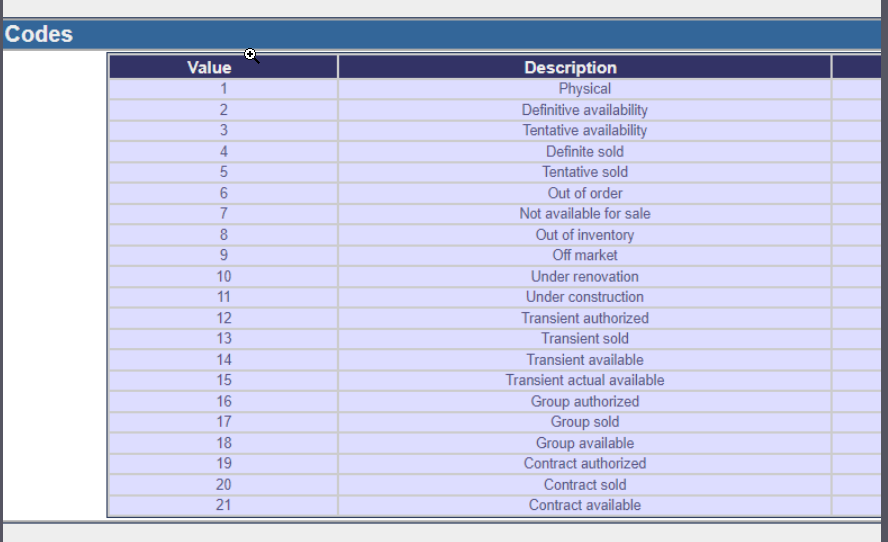 Codes
Value Description
1 Physical
2 Definitive availability
3 Tentative availability
4 Definite sold
5 Tentative sold
6 Out of order
7 Not available for sale
8 Out of inventory
9 Off market
10 Under renovation
11 Under construction
12 Transient authorized
13 Transient sold
14 Transient available
15 Transient actual available
16 Group authorized
17 Group sold
18 Group available
19 Contract authorized
20 Contract sold
21 Contract available